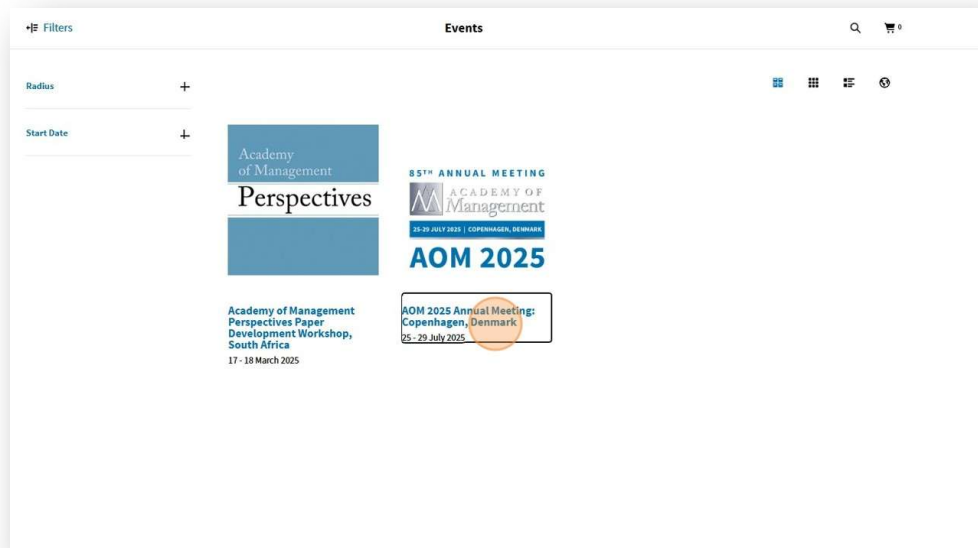 Filters
Events
0
Radius
Start Date
Academy
of Management
Perspectives
85TH ANNUAL MEETING
ACADEMY OF
Management
25-29 JULY 2025 | COPENHAGEN, DENMARK
AOM 2025
Academy of Management
Perspectives Paper
Development Workshop,
South Africa
17 - 18 March 2025
AOM 2025 Annual Meeting:
Copenhagen, Denmark
25 - 29 July 2025